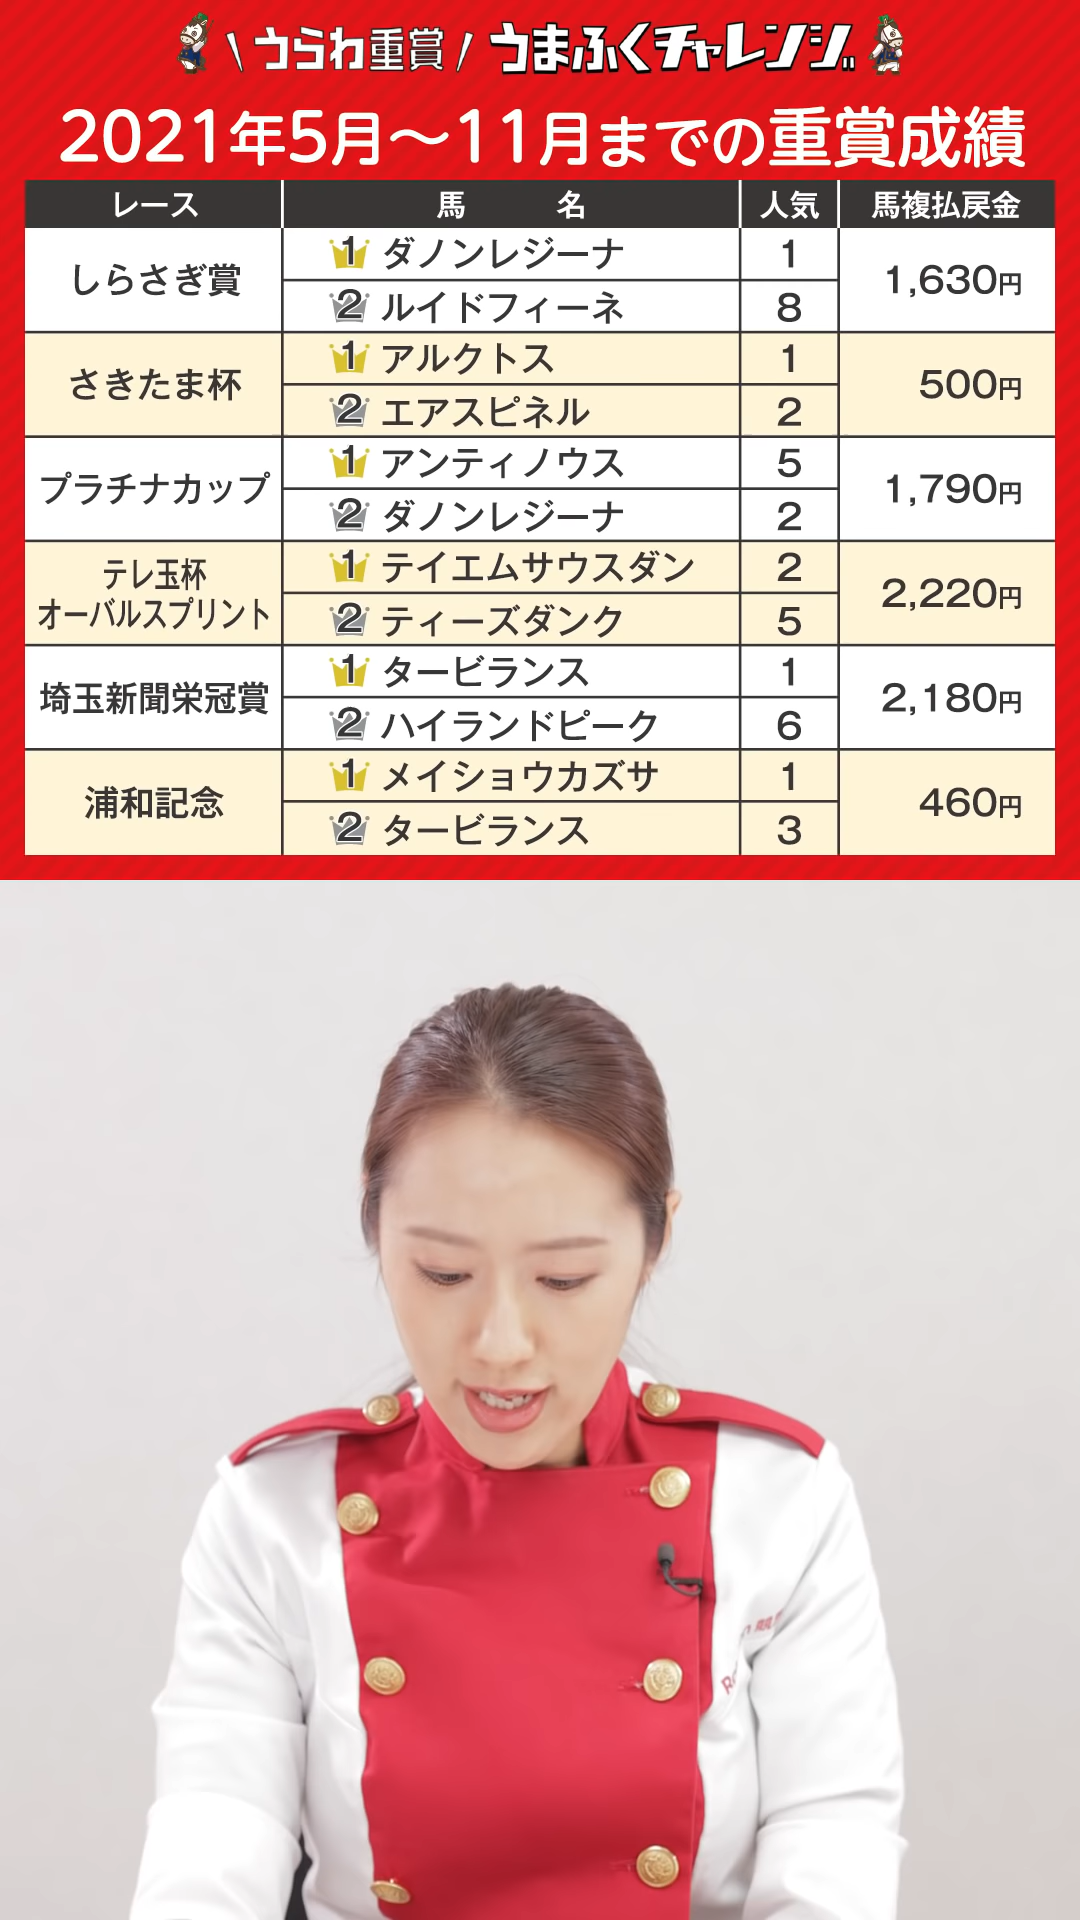 \うらわ重賞/ うまふくチャレンジ!!
2021年5月〜11月までの重賞成績
レース 馬 名 人気 馬複払戻金
しらさぎ賞 1 ダノンレジーナ 1 1,630円
2 ルイドフィーネ 8
さきたま杯 1 アルクトス 1 500円
2 エアスピネル 2
プラチナカップ 1 アンティノウス 5 1,790円
2 ダノンレジーナ 2
テレ玉杯
オーバルスプリント 1 テイエムサウスダン 2 2,220円
2 ティーズダンク 5
埼玉新聞栄冠賞 1 タービランス 1 2,180円
2 ハイランドピーク 6
浦和記念 1 メイショウカズサ 1 460円
2 タービランス 3